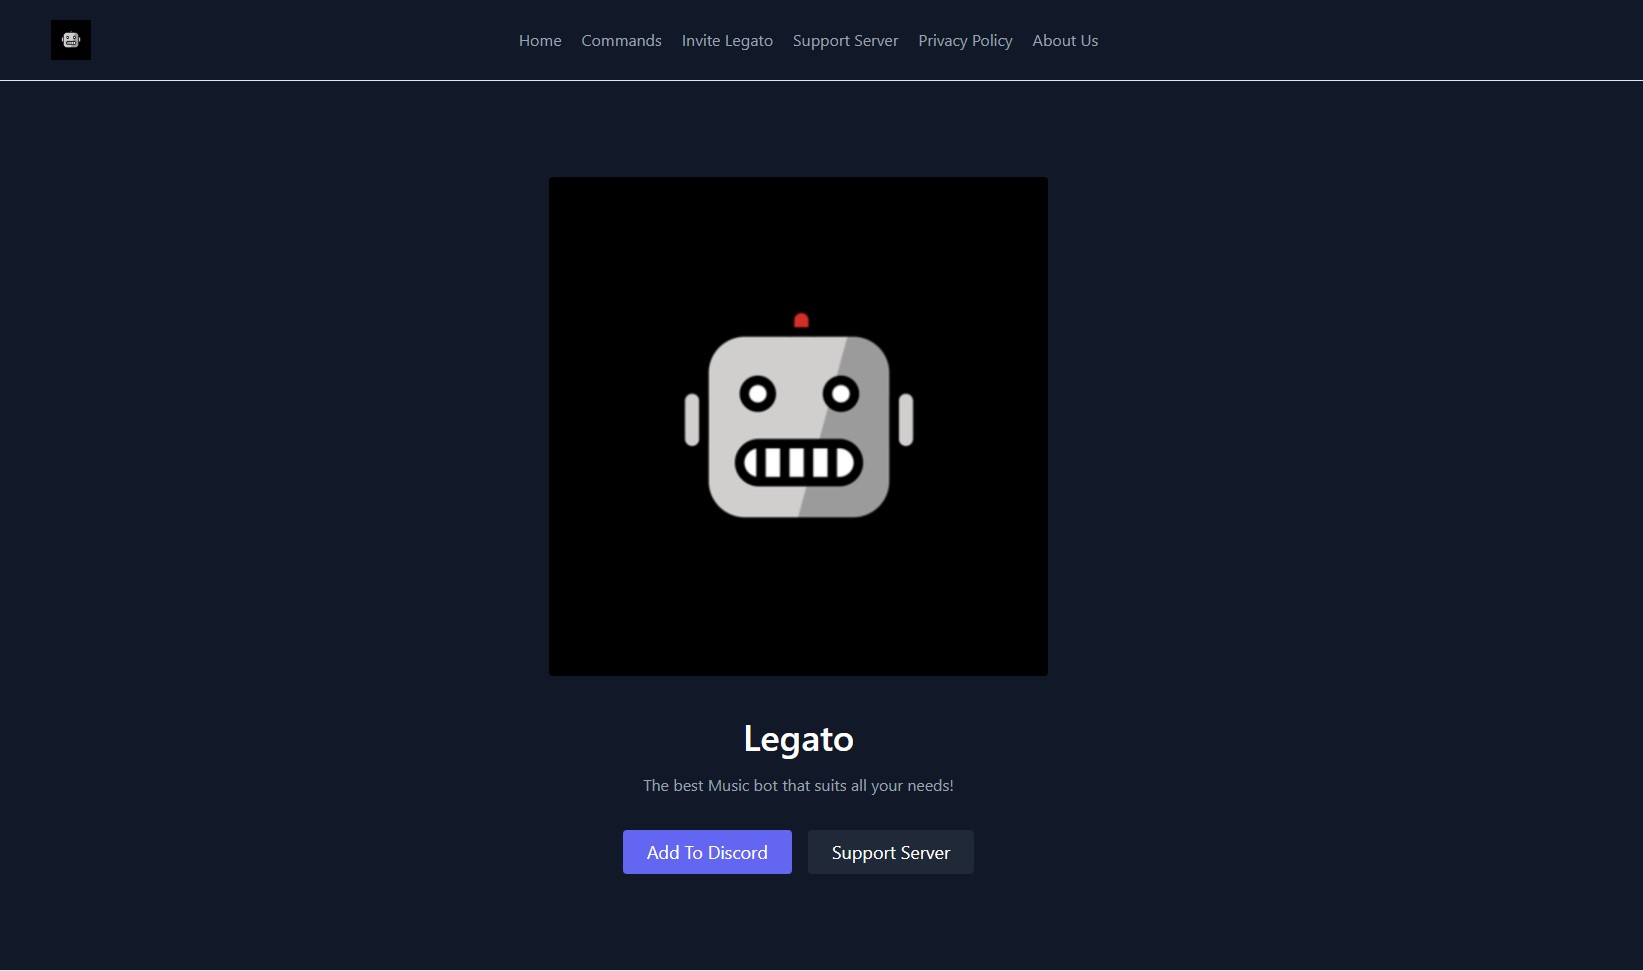 Home Commands Invite Legato Support Server Privacy Policy About Us
Legato
The best Music bot that suits all your needs!
Add To Discord Support Server